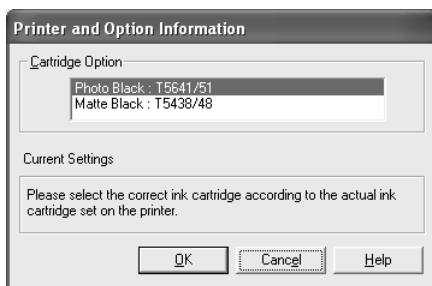 Printer and Option Information
Cartridge Option
Photo Black : T5641/51
Matte Black : T5438/48
Current Settings
Please select the correct ink cartridge according to the actual ink
cartridge set on the printer.
OK Cancel Help